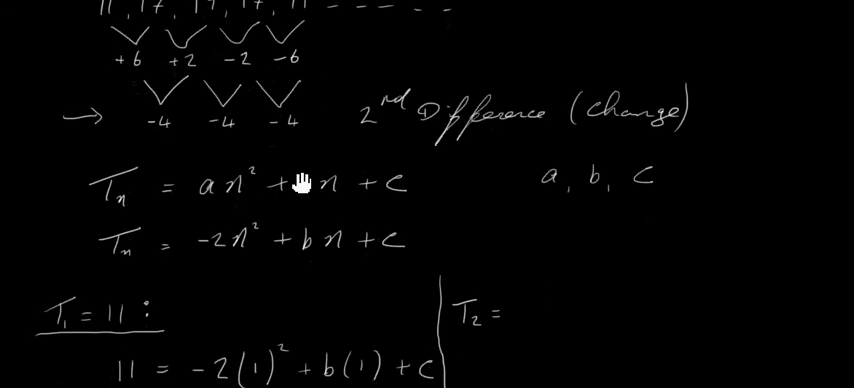 11, 17, 19, 17, 11 - - - - - -
+6 +2 -2 -6
→ -4 -4 -4 2nd Difference (change)
Tn = an² + n + c a, b, c
Tn = -2n² + bn + c
T1 = 11 : T2 =
11 = -2(1)² + b(1) + c